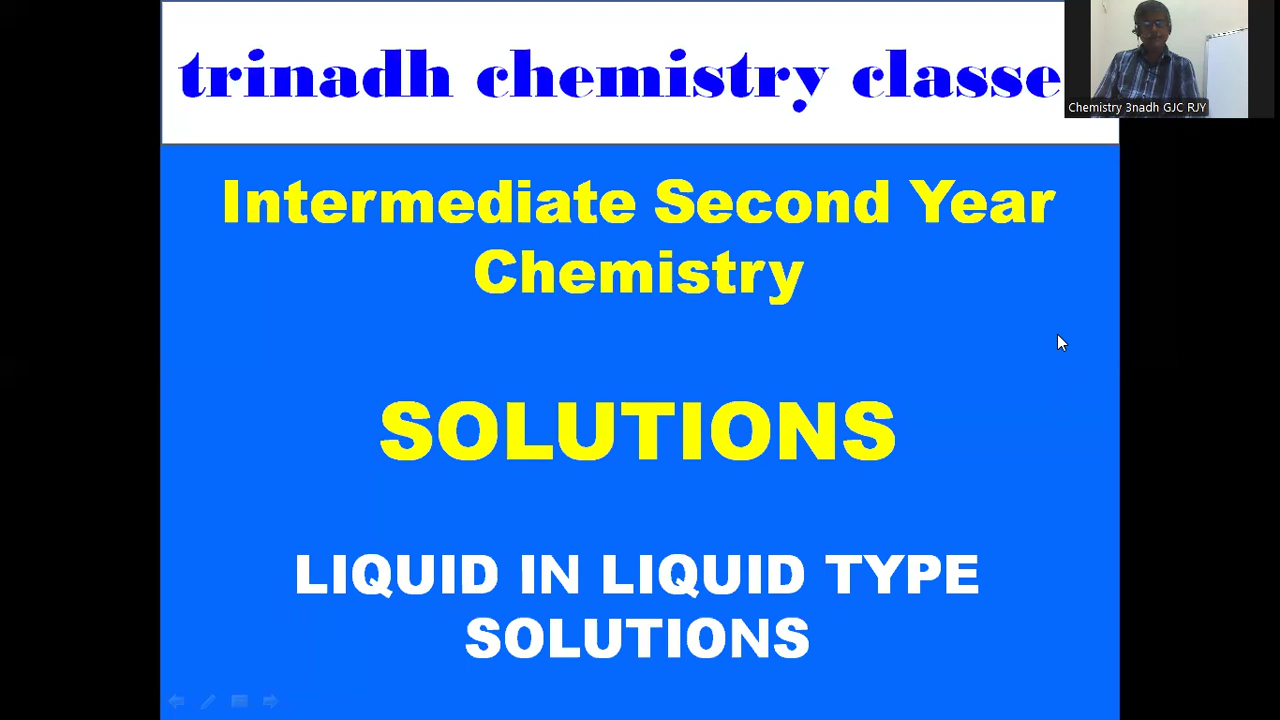 trinadh chemistry classe
Chemistry 3nadh GJC RJY
Intermediate Second Year
Chemistry
SOLUTIONS
LIQUID IN LIQUID TYPE
SOLUTIONS